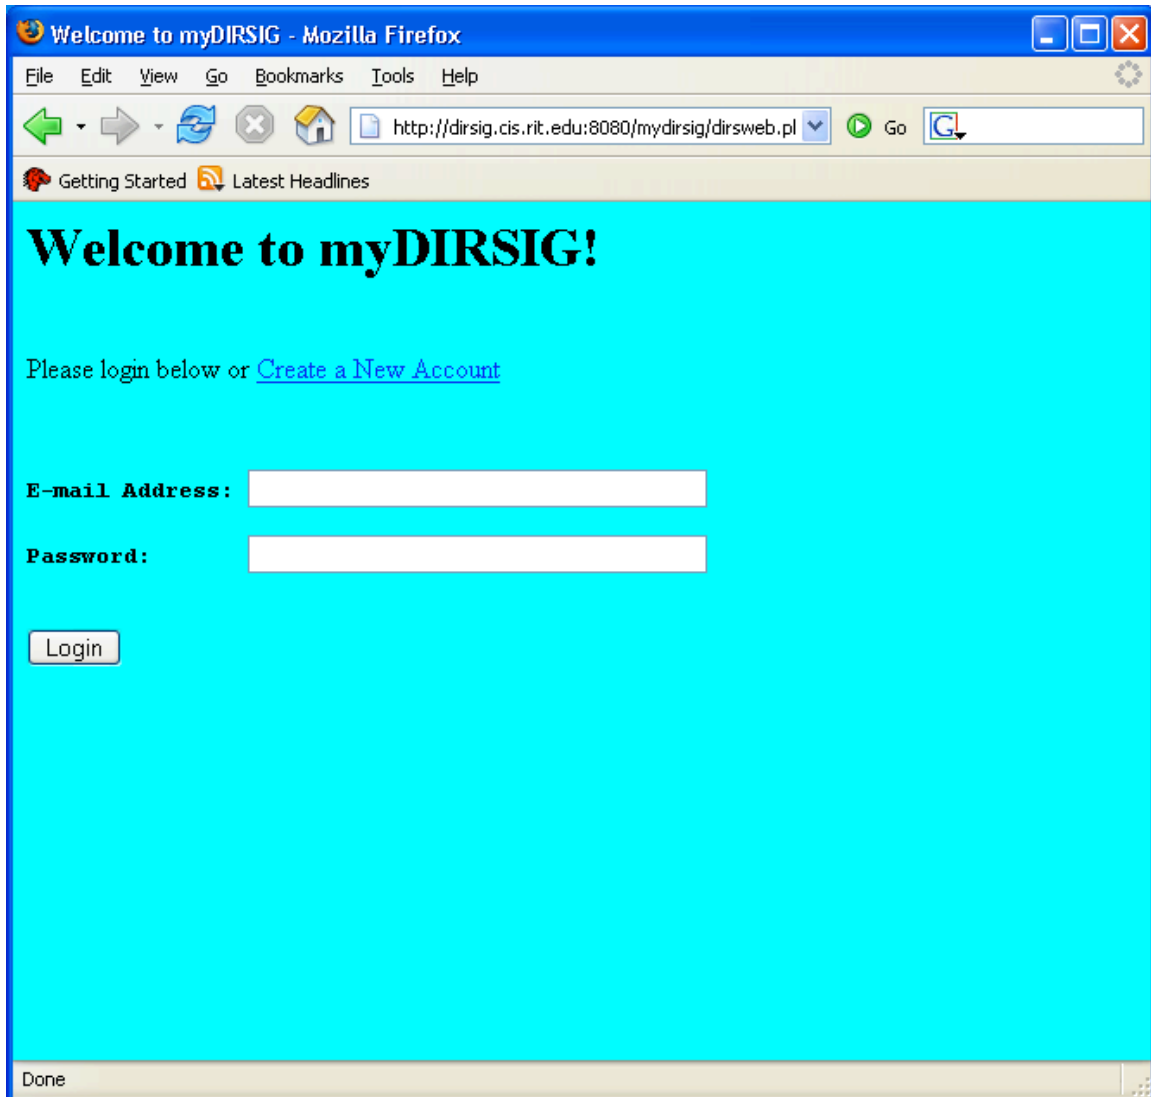 Welcome to myDIRSIG - Mozilla Firefox
File Edit View Go Bookmarks Tools Help
http://dirsig.cis.rit.edu:8080/mydirsig/dirsweb.pl Go G
Getting Started Latest Headlines
Welcome to myDIRSIG!
Please login below or Create a New Account
E-mail Address:
Password:
Login
Done